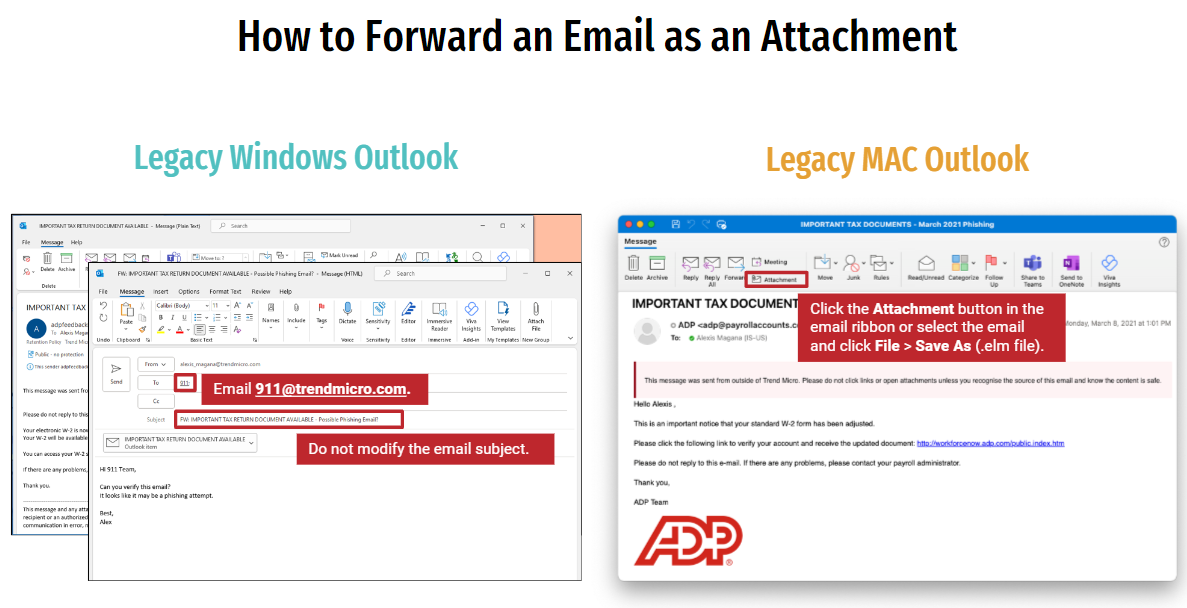 How to Forward an Email as an Attachment
Legacy Windows Outlook
IMPORTANT TAX RETURN DOCUMENT AVAILABLE - Message (Plain Text)
Search
File Message Help
Delete Archive
Move to: ?
Mark Unread
Delete
IMPORTANT
A
adpfeedback
To Alexis Maga
Retention Policy Trend Mic
Public - no protection
This sender adpfeedbac
This message was sent fro
Please do not reply to this
Your electronic W-2 is now
Your W-2 will be available
You can access your W-2 s
If there are any problems,
Thank you.
This message and any atta
recipient or an authorized
communication in error, n
FW: IMPORTANT TAX RETURN DOCUMENT AVAILABLE - Possible Phishing Email? - Message (HTML)
Search
File Message Insert Options Format Text Review Help
Paste
Calibri (Body) 11
B I U
Names Include Tags Dictate Sensitivity Editor Immersive Reader Viva Insights View Templates Attach File
Undo Clipboard Basic Text Voice Sensitivity Editor Immersive Add-in My Templates New Group
Send
From alexis_magana@trendmicro.com
To 911·
Email 911@trendmicro.com.
Cc
Subject FW: IMPORTANT TAX RETURN DOCUMENT AVAILABLE - Possible Phishing Email?
IMPORTANT TAX RETURN DOCUMENT AVAILABLE
Outlook item
Do not modify the email subject.
Hi 911 Team,
Can you verify this email?
It looks like it may be a phishing attempt.
Best,
Alex
Legacy MAC Outlook
IMPORTANT TAX DOCUMENTS - March 2021 Phishing
Message
Delete Archive Reply Reply All Forward
Meeting
Attachment
Move Junk Rules Read/Unread Categorize Follow Up Share to Teams Send to OneNote Viva Insights
IMPORTANT TAX DOCUMENT
Click the Attachment button in the
email ribbon or select the email
and click File > Save As (.elm file).
ADP <adp@payrollaccounts.c
Monday, March 8, 2021 at 1:01 PM
To: Alexis Magana (IS-US)
This message was sent from outside of Trend Micro. Please do not click links or open attachments unless you recognise the source of this email and know the content is safe.
Hello Alexis ,
This is an important notice that your standard W-2 form has been adjusted.
Please click the following link to verify your account and receive the updated document: http://workforcenow.adp.com/public.index.htm
Please do not reply to this e-mail. If there are any problems, please contact your payroll administrator.
Thank you,
ADP Team
ADP